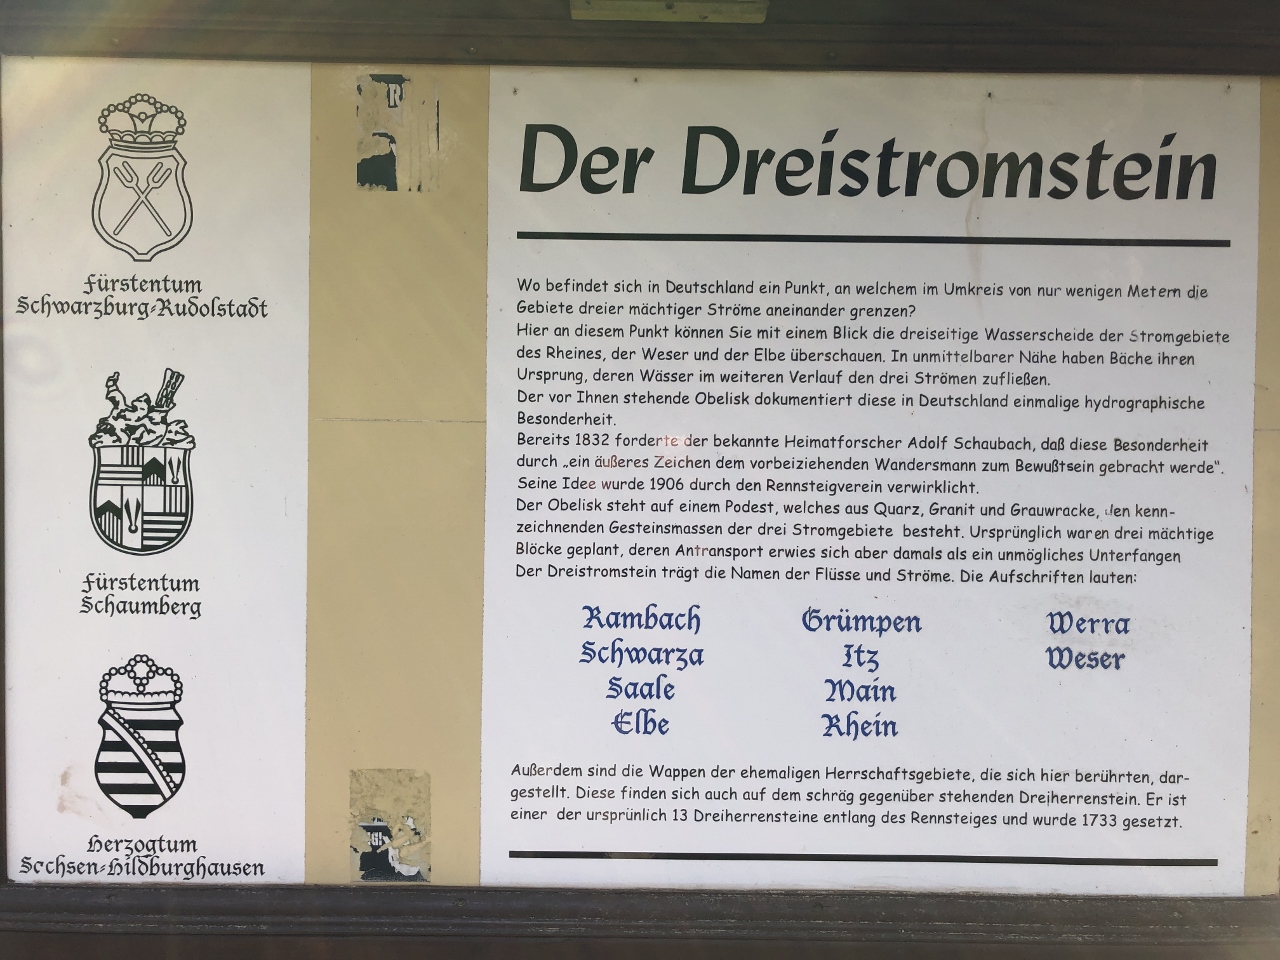 Fürstentum
Schwarzburg-Rudolstadt
Fürstentum
Schaumberg
Herzogtum
Sachsen-Hildburghausen
Der Dreistromstein
Wo befindet sich in Deutschland ein Punkt, an welchem im Umkreis von nur wenigen Metern die
Gebiete dreier mächtiger Ströme aneinander grenzen?
Hier an diesem Punkt können Sie mit einem Blick die dreiseitige Wasserscheide der Stromgebiete
des Rheines, der Weser und der Elbe überschauen. In unmittelbarer Nähe haben Bäche ihren
Ursprung, deren Wässer im weiteren Verlauf den drei Strömen zufließen.
Der vor Ihnen stehende Obelisk dokumentiert diese in Deutschland einmalige hydrographische
Besonderheit.
Bereits 1832 forderte der bekannte Heimatforscher Adolf Schaubach, daß diese Besonderheit
durch „ein äußeres Zeichen dem vorbeiziehenden Wandersmann zum Bewußtsein gebracht werde".
Seine Idee wurde 1906 durch den Rennsteigverein verwirklicht.
Der Obelisk steht auf einem Podest, welches aus Quarz, Granit und Grauwracke, den kenn-
zeichnenden Gesteinsmassen der drei Stromgebiete besteht. Ursprünglich waren drei mächtige
Blöcke geplant, deren Antransport erwies sich aber damals als ein unmögliches Unterfangen
Der Dreistromstein trägt die Namen der Flüsse und Ströme. Die Aufschriften lauten:
Rambach Grümpen Werra
Schwarza Itz Weser
Saale Main
Elbe Rhein
Außerdem sind die Wappen der ehemaligen Herrschaftsgebiete, die sich hier berührten, dar-
gestellt. Diese finden sich auch auf dem schräg gegenüber stehenden Dreiherrenstein. Er ist
einer der ursprünlich 13 Dreiherrensteine entlang des Rennsteiges und wurde 1733 gesetzt.